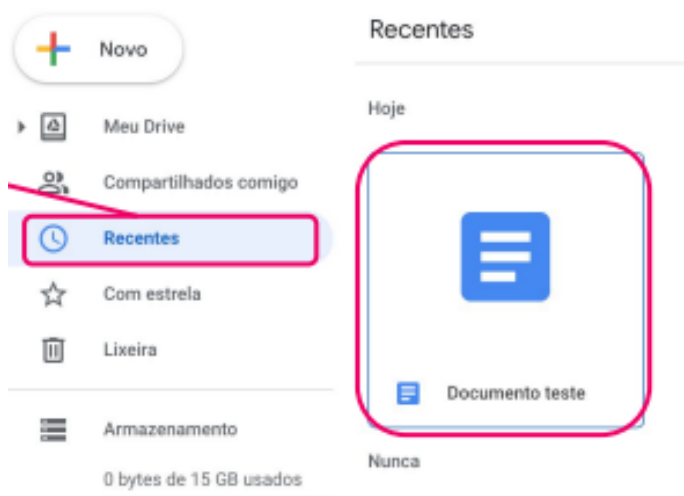 Novo
Meu Drive
Compartilhados comigo
Recentes
Com estrela
Lixeira
Armazenamento
0 bytes de 15 GB usados
Recentes
Hoje
Documento teste
Nunca